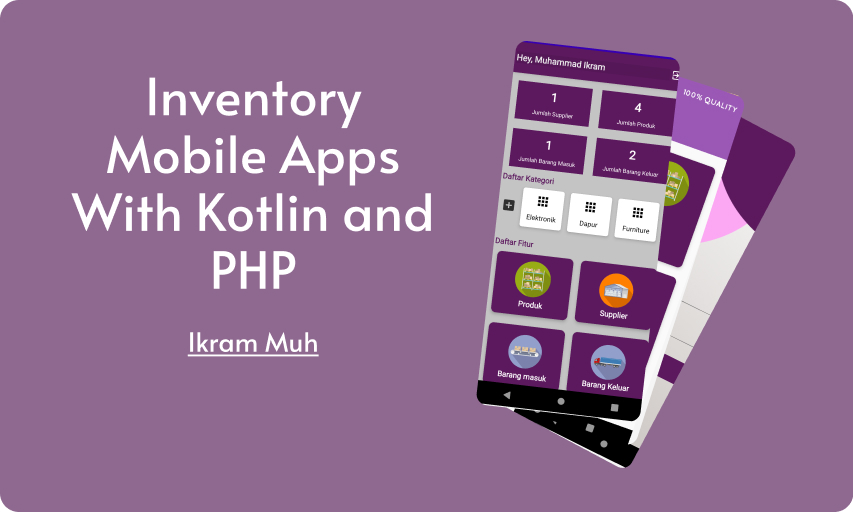 Inventory
Mobile Apps
With Kotlin and
PHP
Ikram Muh
Hey, Muhammad Ikram
1
Jumlah Supplier
4
Jumlah Produk
1
Jumlah Barang Masuk
2
Jumlah Barang Keluar
Daftar Kategori
Elektronik
Dapur
Furniture
Daftar Fitur
Produk
Supplier
Barang masuk
Barang Keluar
100% QUALITY